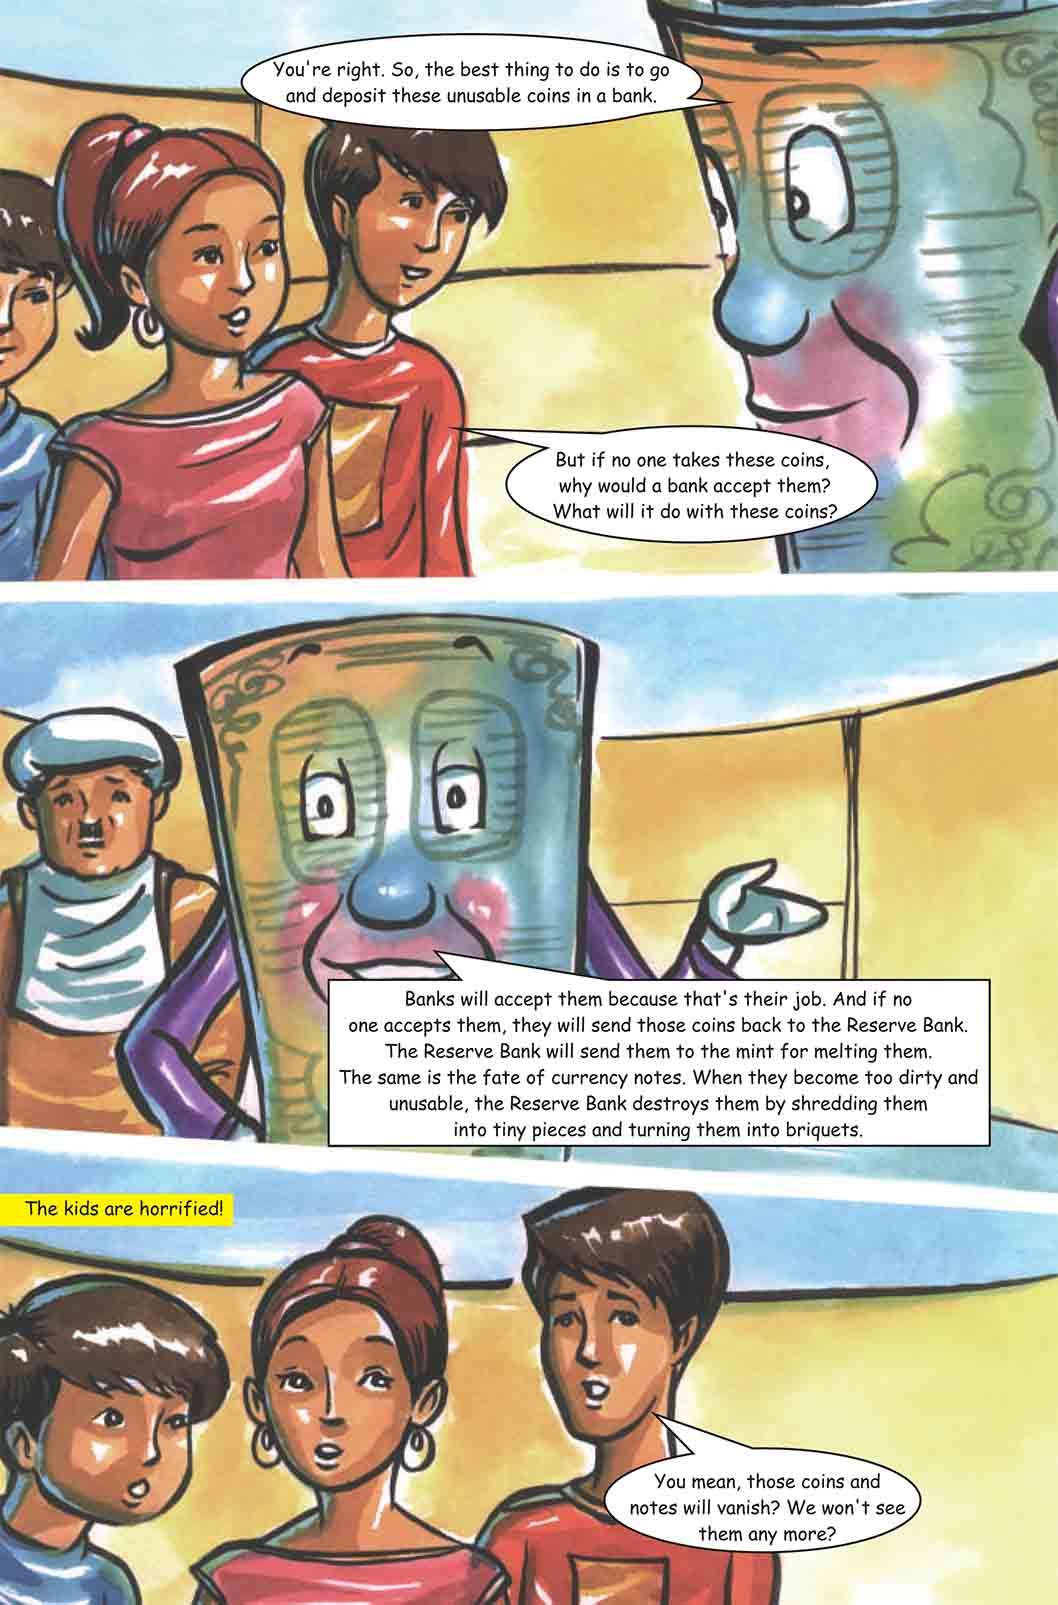 You're right. So, the best thing to do is to go
and deposit these unusable coins in a bank.
But if no one takes these coins,
why would a bank accept them?
What will it do with these coins?
Banks will accept them because that's their job. And if no
one accepts them, they will send those coins back to the Reserve Bank.
The Reserve Bank will send them to the mint for melting them.
The same is the fate of currency notes. When they become too dirty and
unusable, the Reserve Bank destroys them by shredding them
into tiny pieces and turning them into briquets.
The kids are horrified!
You mean, those coins and
notes will vanish? We won't see
them any more?